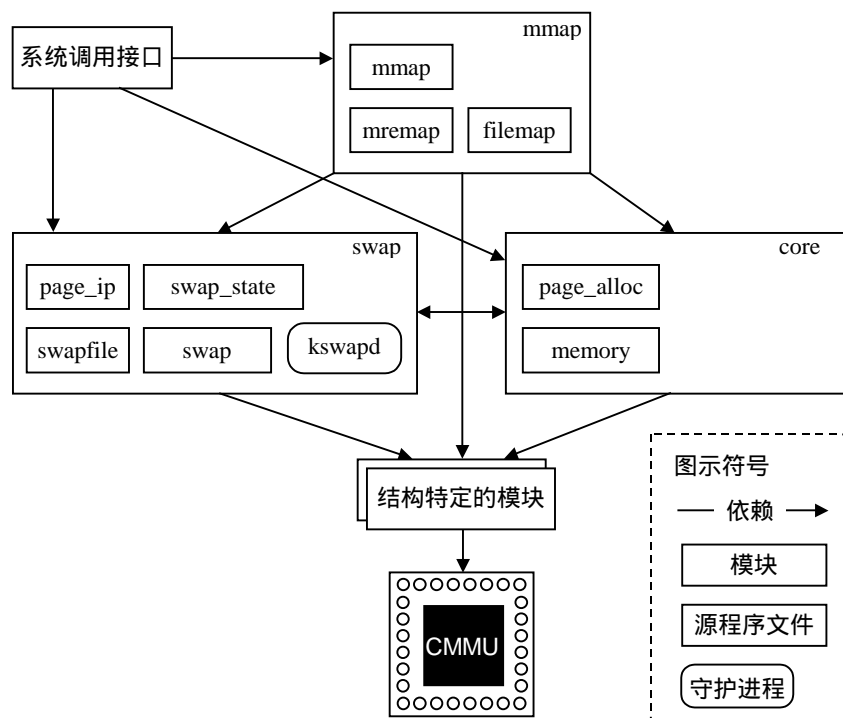 系统调用接口
mmap
mmap
mremap
filemap
swap
page_ip
swap_state
swapfile
swap
kswapd
core
page_alloc
memory
结构特定的模块
CMMU
图示符号
依赖
模块
源程序文件
守护进程